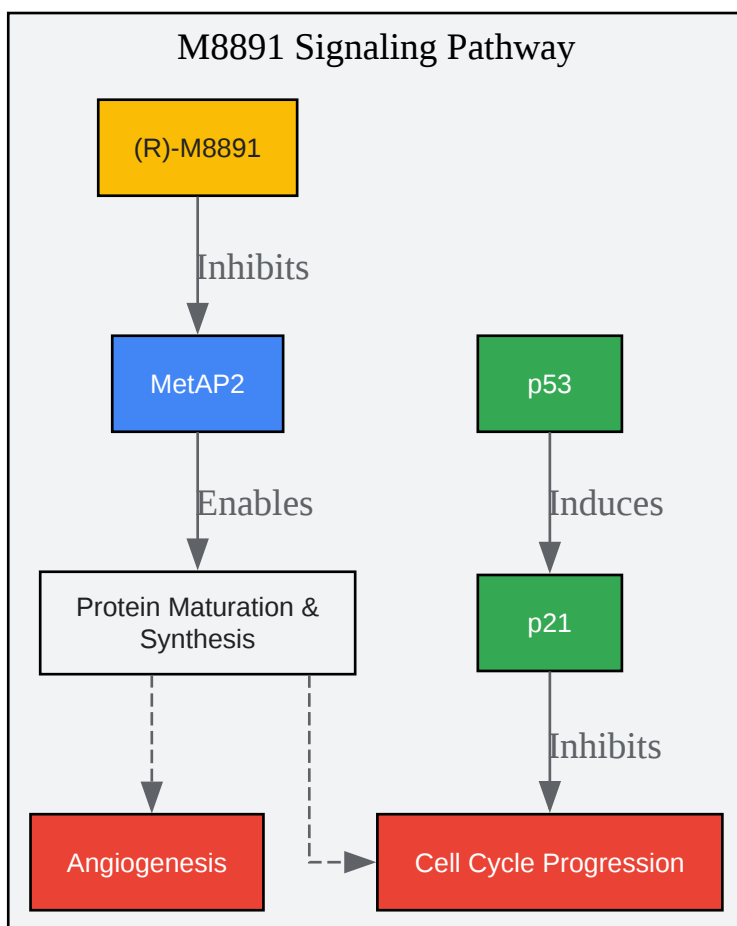 M8891 Signaling Pathway
(R)-M8891
Inhibits
MetAP2
p53
Enables
Induces
Protein Maturation &
Synthesis
p21
Inhibits
Angiogenesis
Cell Cycle Progression